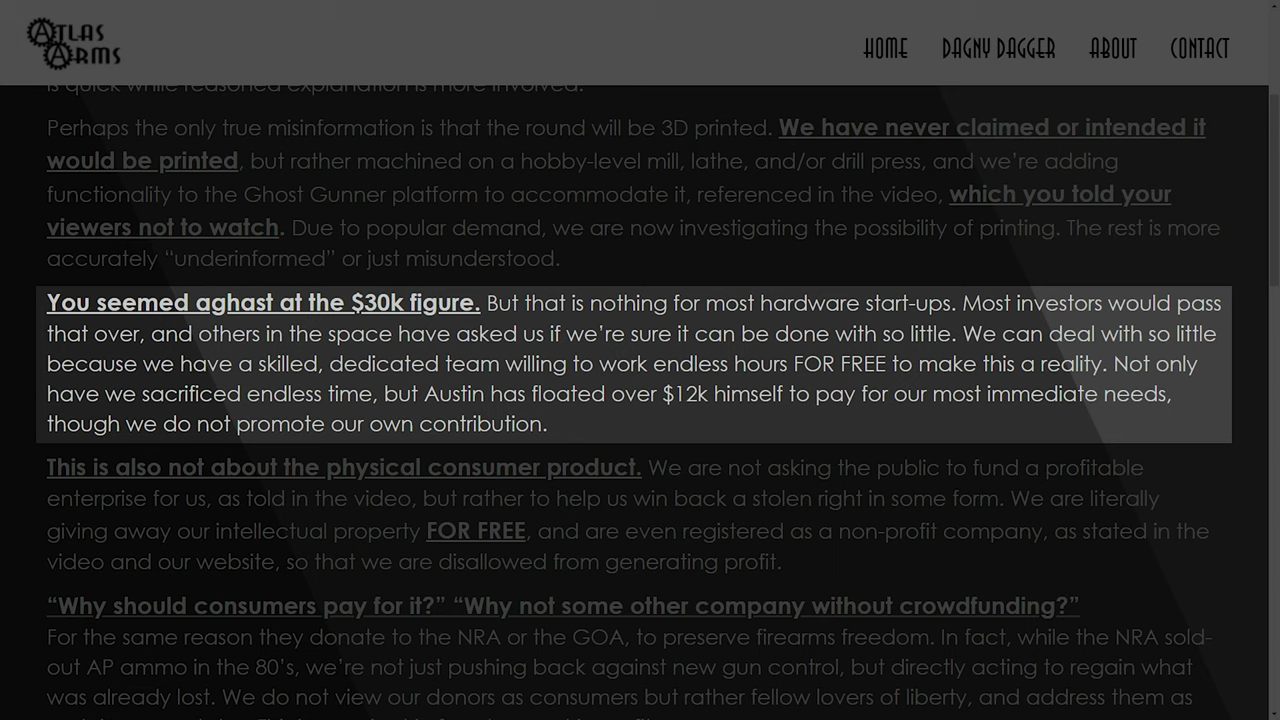 ATLAS
ARMS
HOME DAGNY DAGGER ABOUT CONTACT
is quick while reasoned explanation is more involved.
Perhaps the only true misinformation is that the round will be 3D printed. We have never claimed or intended it
would be printed, but rather machined on a hobby-level mill, lathe, and/or drill press, and we’re adding
functionality to the Ghost Gunner platform to accommodate it, referenced in the video, which you told your
viewers not to watch. Due to popular demand, we are now investigating the possibility of printing. The rest is more
accurately “underinformed” or just misunderstood.
You seemed aghast at the $30k figure. But that is nothing for most hardware start-ups. Most investors would pass
that over, and others in the space have asked us if we’re sure it can be done with so little. We can deal with so little
because we have a skilled, dedicated team willing to work endless hours FOR FREE to make this a reality. Not only
have we sacrificed endless time, but Austin has floated over $12k himself to pay for our most immediate needs,
though we do not promote our own contribution.
This is also not about the physical consumer product. We are not asking the public to fund a profitable
enterprise for us, as told in the video, but rather to help us win back a stolen right in some form. We are literally
giving away our intellectual property FOR FREE, and are even registered as a non-profit company, as stated in the
video and our website, so that we are disallowed from generating profit.
“Why should consumers pay for it?” “Why not some other company without crowdfunding?”
For the same reason they donate to the NRA or the GOA, to preserve firearms freedom. In fact, while the NRA sold-
out AP ammo in the 80’s, we’re not just pushing back against new gun control, but directly acting to regain what
was already lost. We do not view our donors as consumers but rather fellow lovers of liberty, and address them as